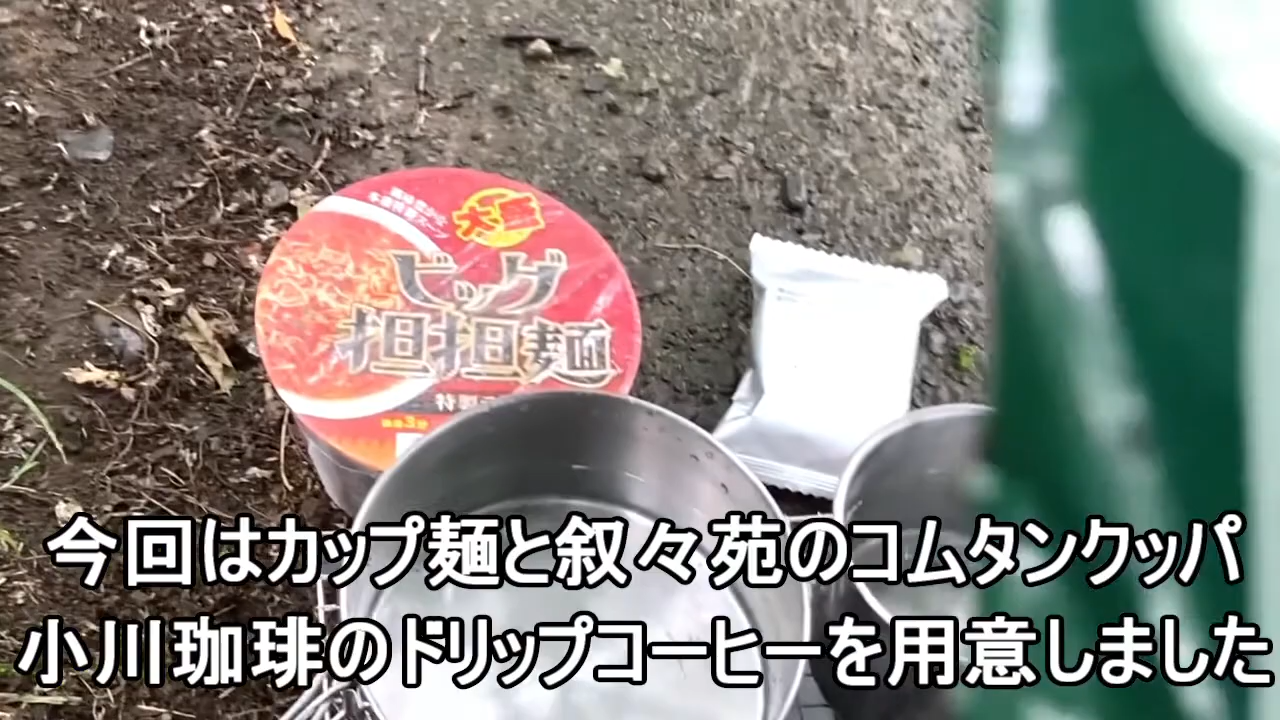 大盛
ビッグ
担担麺
今回はカップ麺と叙々苑のコムタンクッパ
小川珈琲のドリップコーヒーを用意しました